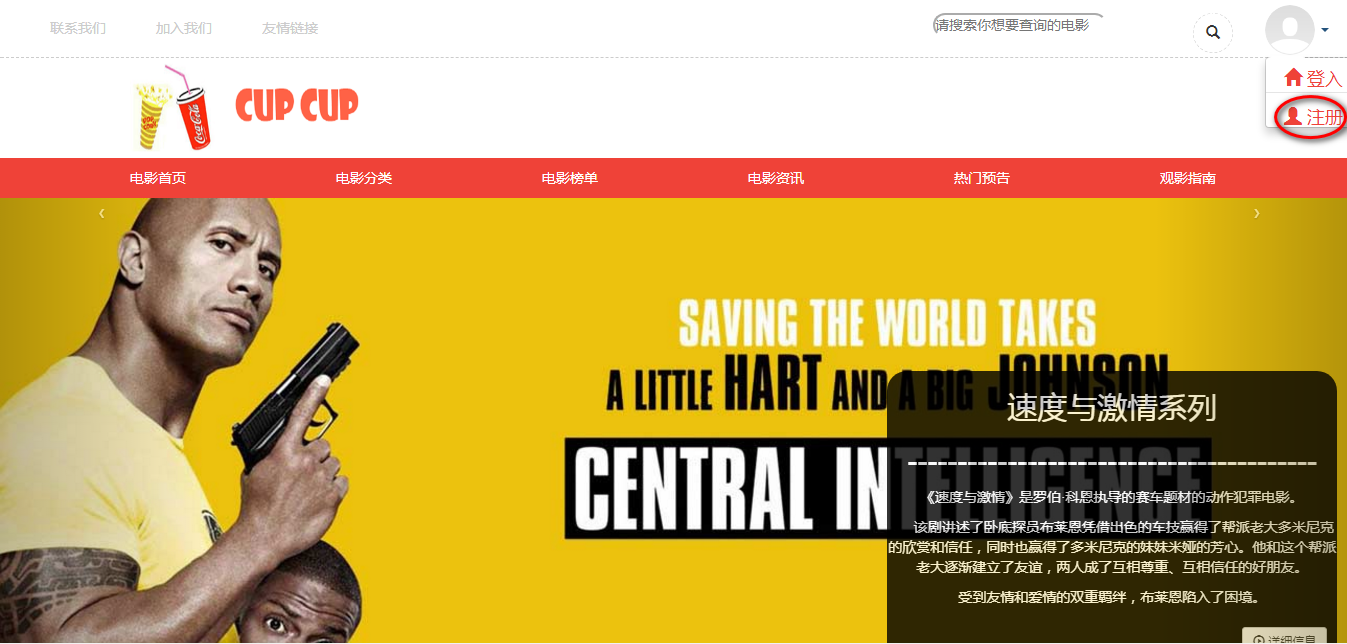 联系我们 加入我们 友情链接 请搜索你想要查询的电影
登入
注册
POP CORN Coca-Cola CUP CUP
电影首页 电影分类 电影榜单 电影资讯 热门预告 观影指南
SAVING THE WORLD TAKES
A LITTLE HART AND A BIG JOHNSON
CENTRAL INTELLIGENCE
速度与激情系列
《速度与激情》是罗伯·科恩执导的赛车题材的动作犯罪电影。
该剧讲述了卧底探员布莱恩凭借出色的车技赢得了帮派老大多米尼克
的欣赏和信任，同时也赢得了多米尼克的妹妹米娅的芳心。他和这个帮派
老大逐渐建立了友谊，两人成了互相尊重、互相信任的好朋友。
受到友情和爱情的双重羁绊，布莱恩陷入了困境。
详细信息